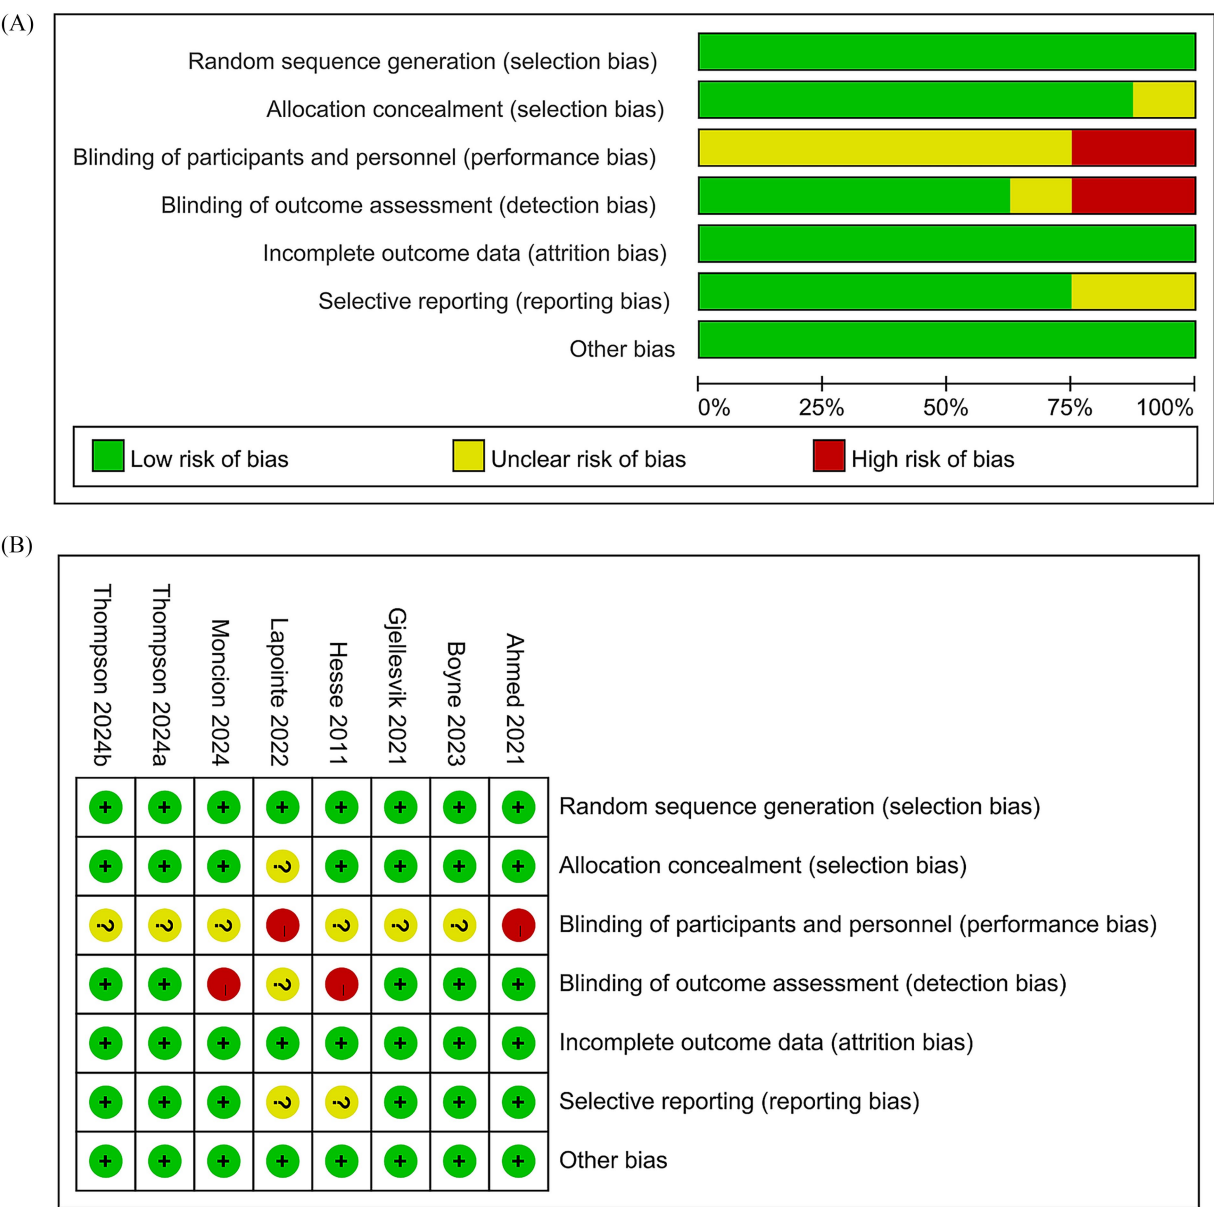 (A)
Random sequence generation (selection bias)
Allocation concealment (selection bias)
Blinding of participants and personnel (performance bias)
Blinding of outcome assessment (detection bias)
Incomplete outcome data (attrition bias)
Selective reporting (reporting bias)
Other bias
0% 25% 50% 75% 100%
Low risk of bias Unclear risk of bias High risk of bias
(B)
Thompson 2024b
Thompson 2024a
Moncion 2024
Lapointe 2022
Hesse 2011
Gjellesvik 2021
Boyne 2023
Ahmed 2021
+ + + + + + + + Random sequence generation (selection bias)
+ + + ? + + + + Allocation concealment (selection bias)
? ? ? - ? ? ? - Blinding of participants and personnel (performance bias)
+ + - ? - + + + Blinding of outcome assessment (detection bias)
+ + + + + + + + Incomplete outcome data (attrition bias)
+ + + ? ? + + + Selective reporting (reporting bias)
+ + + + + + + + Other bias